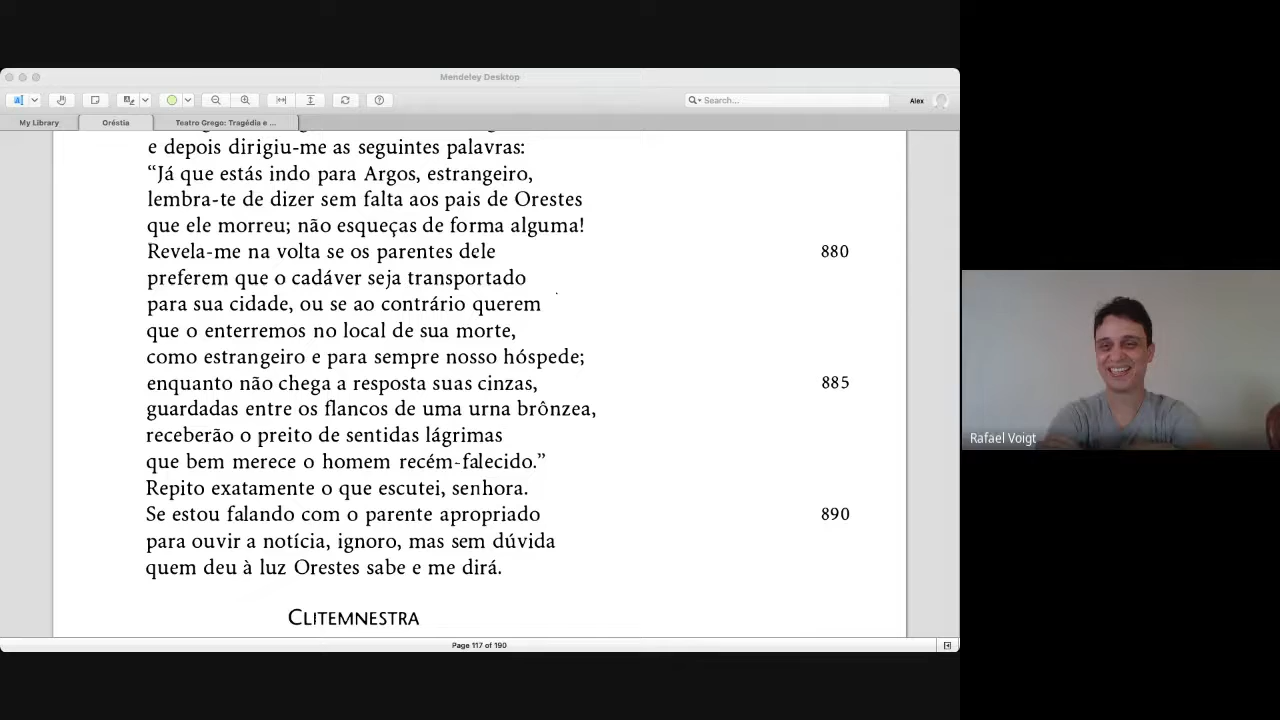 Mendeley Desktop
Search...
Alex
My Library
Oréstia
Teatro Grego: Tragédia e ...
e depois dirigiu-me as seguintes palavras:
“Já que estás indo para Argos, estrangeiro,
lembra-te de dizer sem falta aos pais de Orestes
que ele morreu; não esqueças de forma alguma!
Revela-me na volta se os parentes dele 880
preferem que o cadáver seja transportado
para sua cidade, ou se ao contrário querem
que o enterremos no local de sua morte,
como estrangeiro e para sempre nosso hóspede;
enquanto não chega a resposta suas cinzas, 885
guardadas entre os flancos de uma urna brônzea,
receberão o preito de sentidas lágrimas
que bem merece o homem recém-falecido.”
Repito exatamente o que escutei, senhora.
Se estou falando com o parente apropriado 890
para ouvir a notícia, ignoro, mas sem dúvida
quem deu à luz Orestes sabe e me dirá.
CLITEMNESTRA
Page 117 of 190
Rafael Voigt